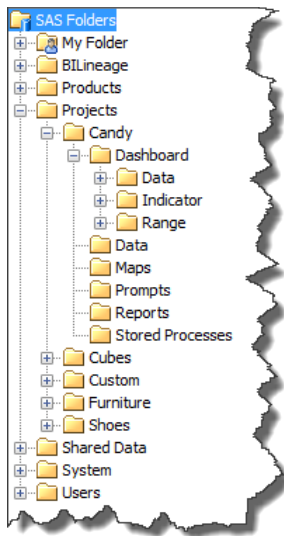 SAS Folders
My Folder
BILineage
Products
Projects
Candy
Dashboard
Data
Indicator
Range
Data
Maps
Prompts
Reports
Stored Processes
Cubes
Custom
Furniture
Shoes
Shared Data
System
Users